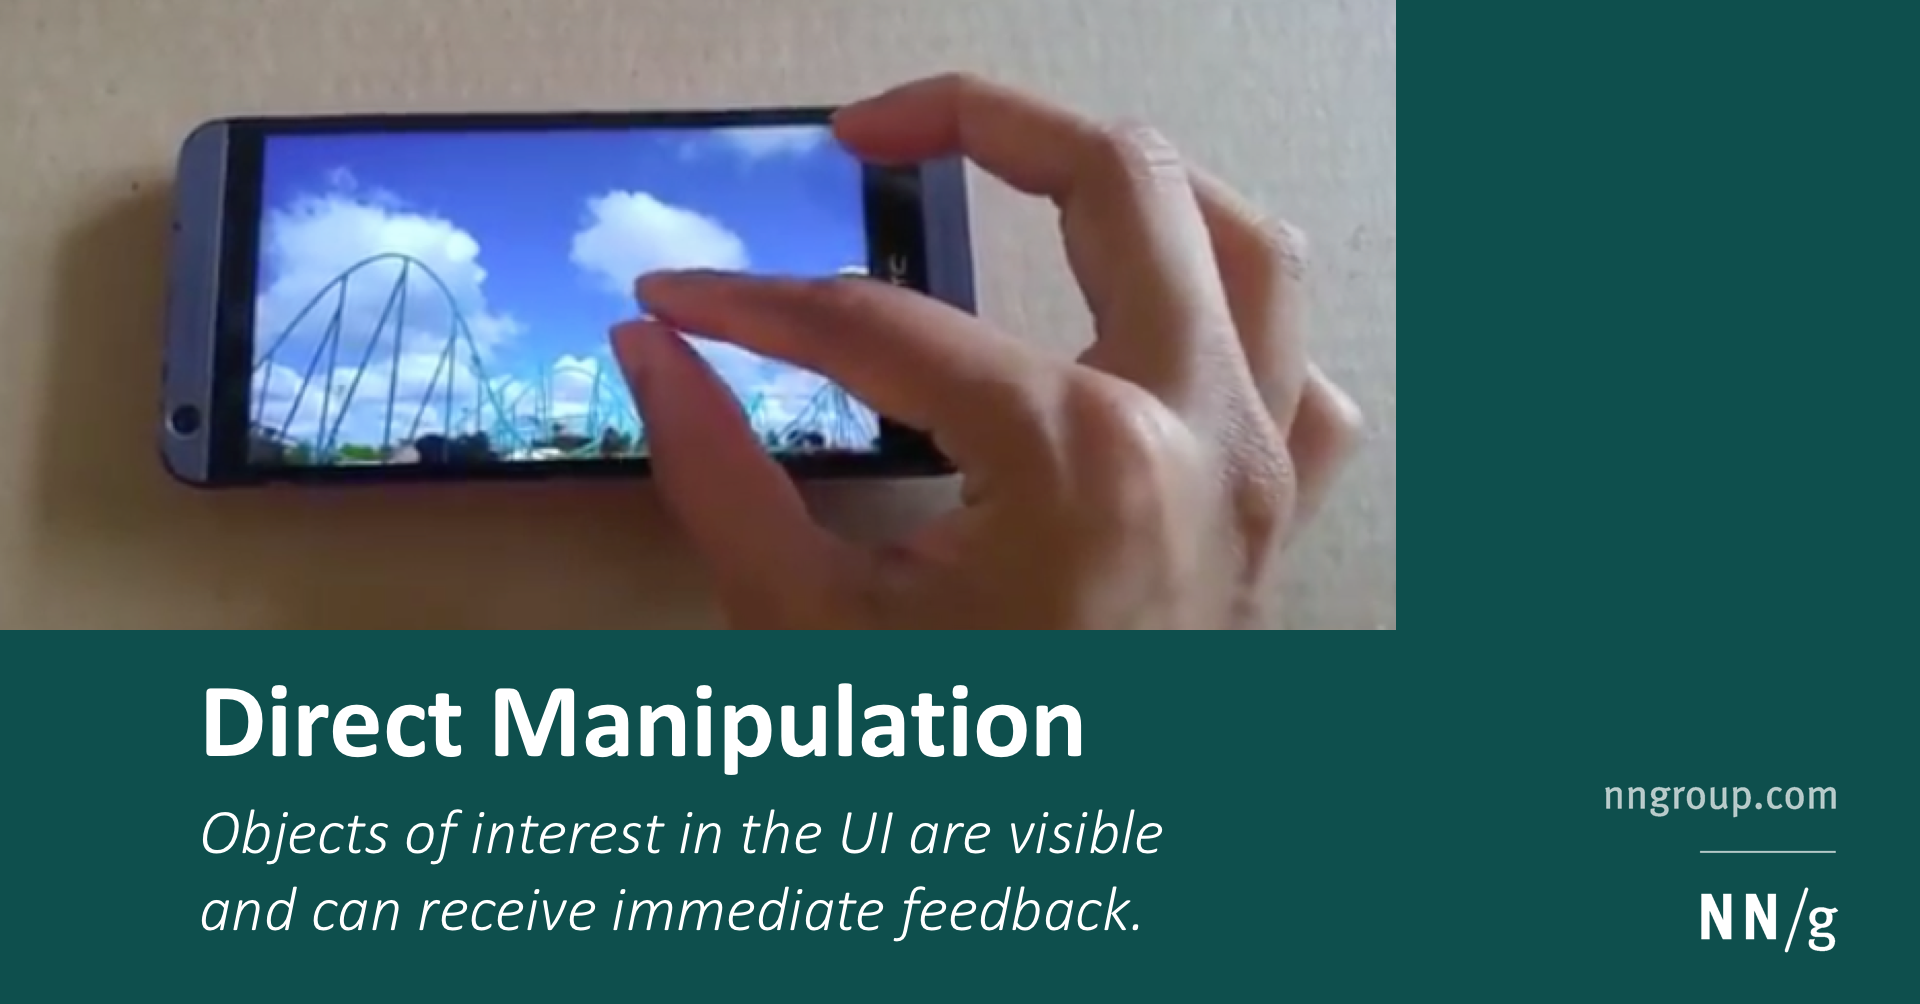 Direct Manipulation
Objects of interest in the UI are visible
and can receive immediate feedback.
nngroup.com
NN/g